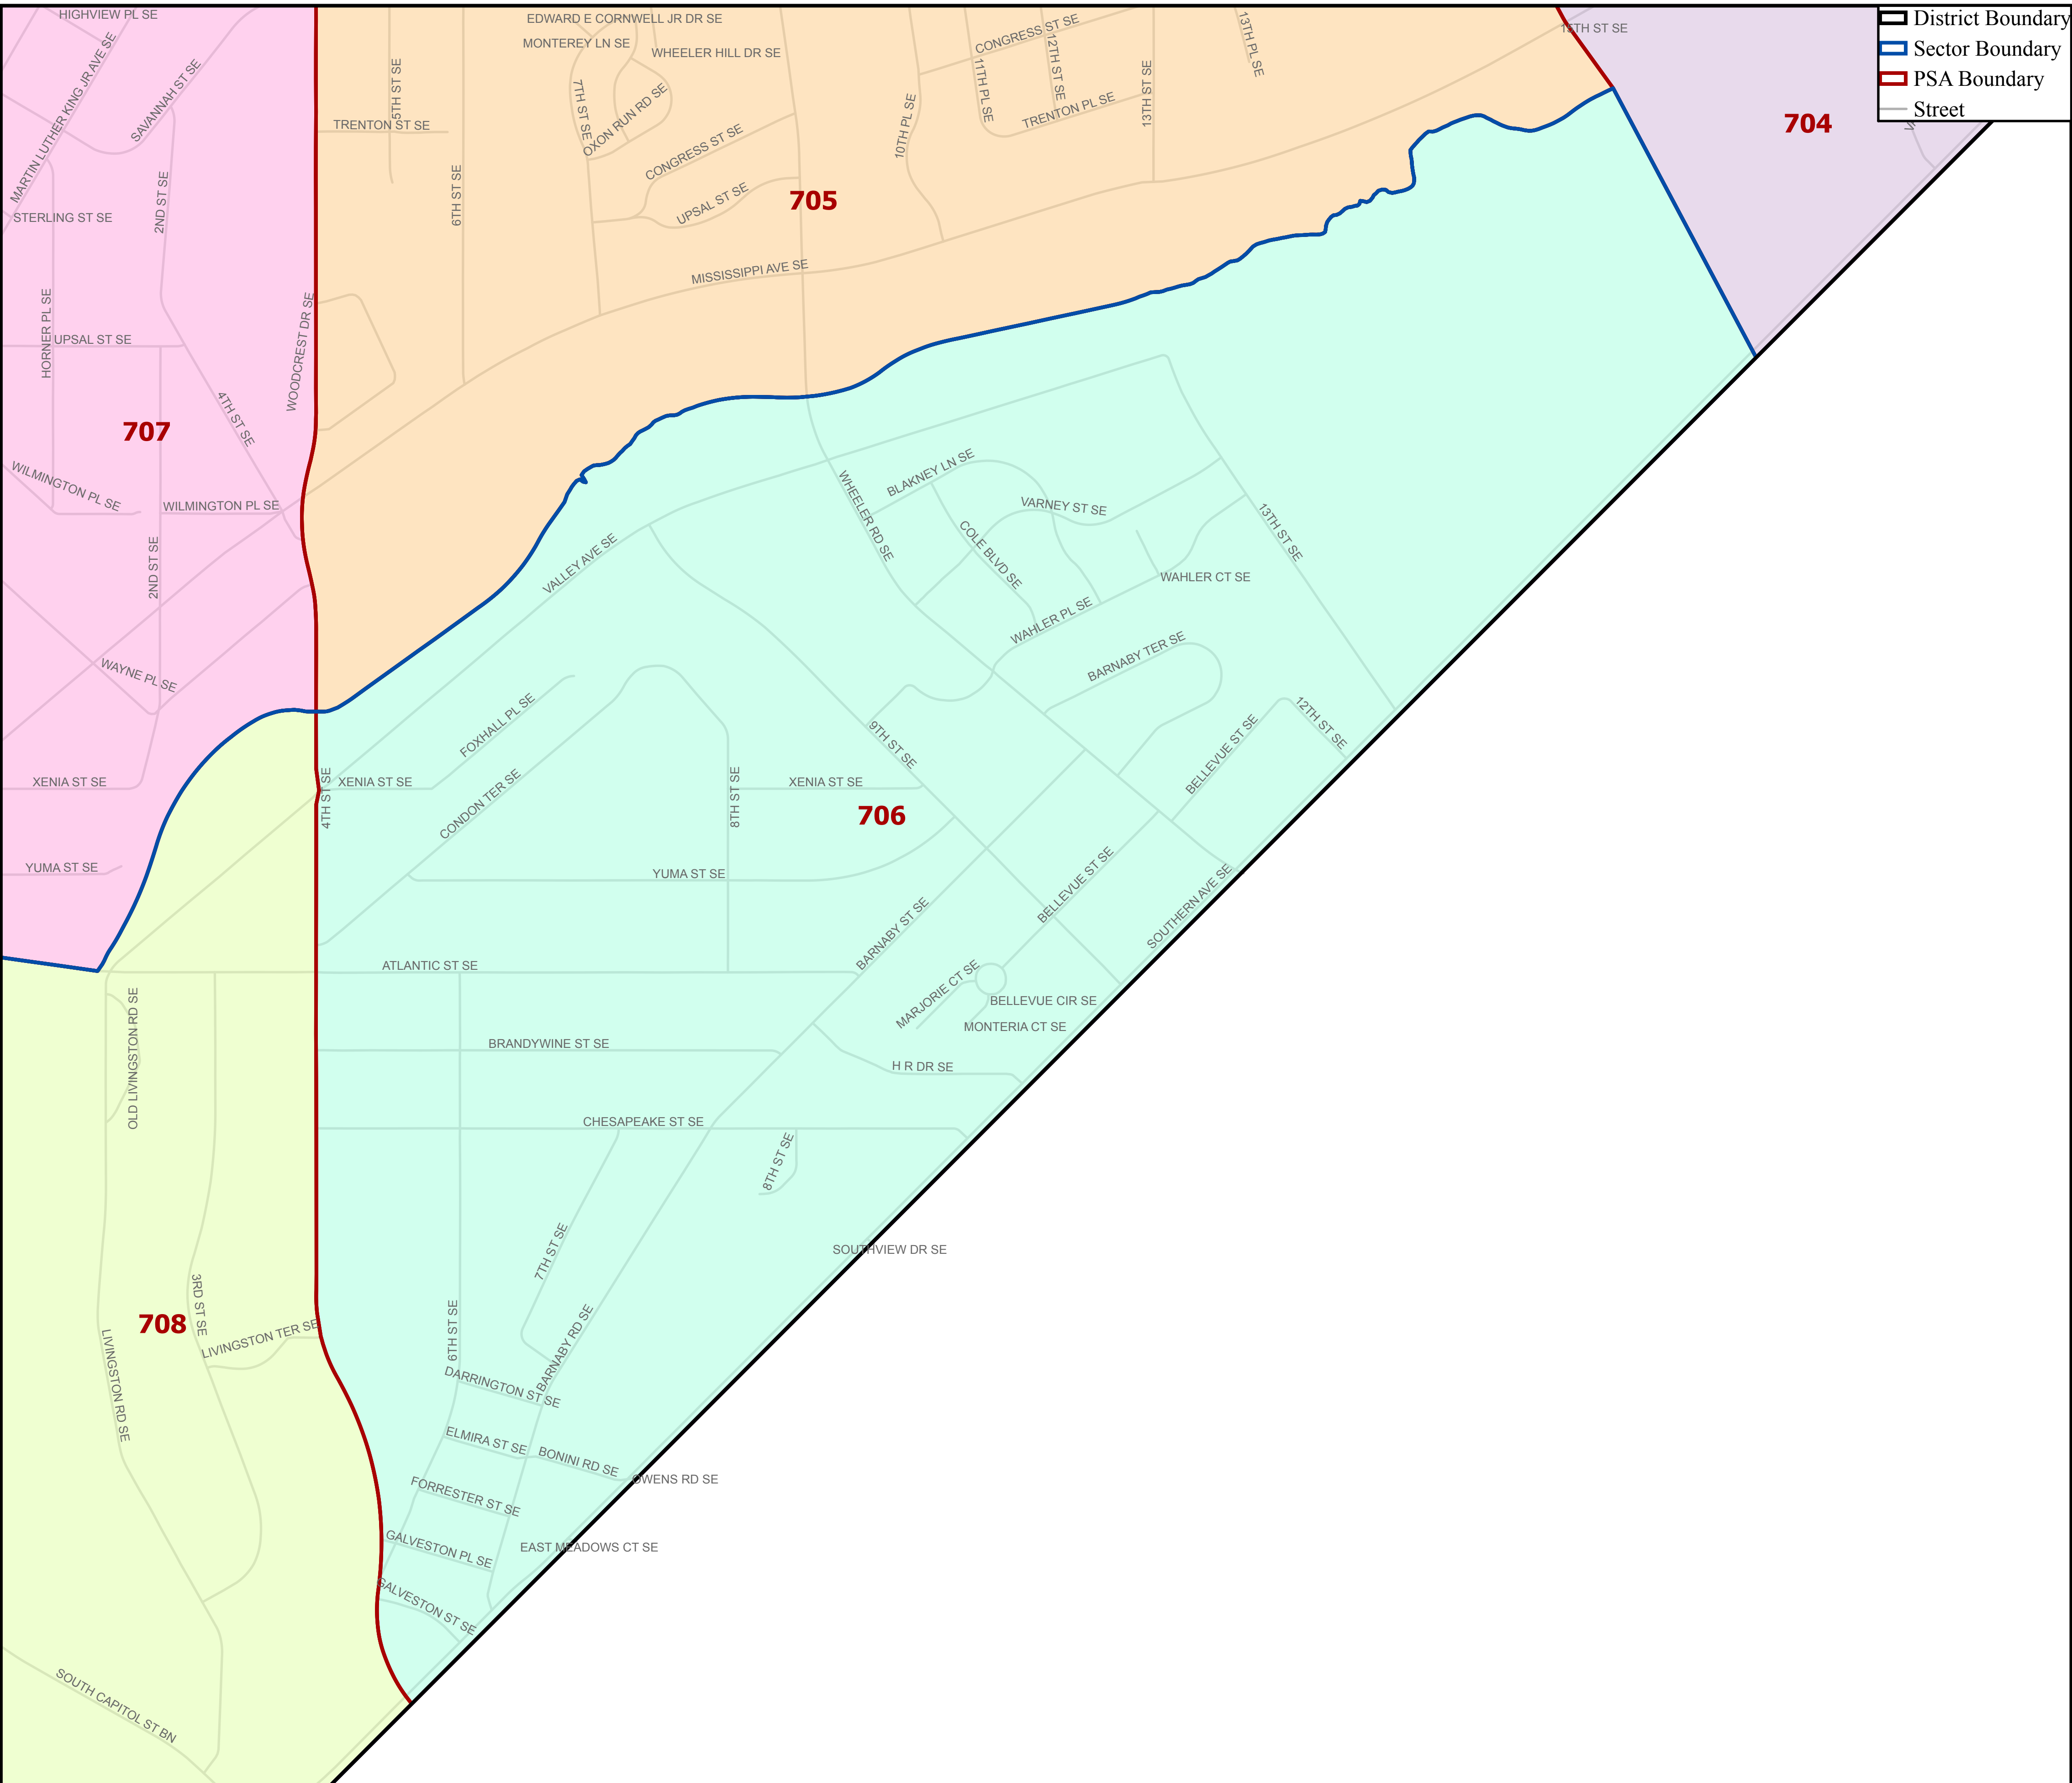 District Boundary
Sector Boundary
PSA Boundary
Street
HIGHVIEW PL SE
MARTIN LUTHER KING JR AVE SE
SAVANNAH ST SE
2ND ST SE
STERLING ST SE
HORNER PL SE
UPSAL ST SE
4TH ST SE
WOODCREST DR SE
707
WILMINGTON PL SE
WILMINGTON PL SE
2ND ST SE
WAYNE PL SE
XENIA ST SE
YUMA ST SE
EDWARD E CORNWELL JR DR SE
MONTEREY LN SE
WHEELER HILL DR SE
5TH ST SE
TRENTON ST SE
6TH ST SE
7TH ST SE
OXON RUN RD SE
CONGRESS ST SE
UPSAL ST SE
705
10TH PL SE
CONGRESS ST SE
11TH PL SE
12TH ST SE
TRENTON PL SE
13TH ST SE
13TH PL SE
15TH ST SE
MISSISSIPPI AVE SE
704
VALLEY AVE SE
WHEELER RD SE
BLAKNEY LN SE
VARNEY ST SE
COLE BLVD SE
13TH ST SE
WAHLER CT SE
WAHLER PL SE
BARNABY TER SE
FOXHALL PL SE
9TH ST SE
12TH ST SE
BELLEVUE ST SE
4TH ST SE
XENIA ST SE
CONDON TER SE
8TH ST SE
XENIA ST SE
706
YUMA ST SE
BELLEVUE ST SE
SOUTHERN AVE SE
BARNABY ST SE
ATLANTIC ST SE
MARJORIE CT SE
BELLEVUE CIR SE
MONTERIA CT SE
OLD LIVINGSTON RD SE
BRANDYWINE ST SE
H R DR SE
CHESAPEAKE ST SE
8TH ST SE
7TH ST SE
SOUTHVIEW DR SE
3RD ST SE
708
LIVINGSTON TER SE
LIVINGSTON RD SE
6TH ST SE
BARNABY RD SE
DARRINGTON ST SE
ELMIRA ST SE
BONINI RD SE
OWENS RD SE
FORRESTER ST SE
GALVESTON PL SE
EAST MEADOWS CT SE
GALVESTON ST SE
SOUTH CAPITOL ST BN